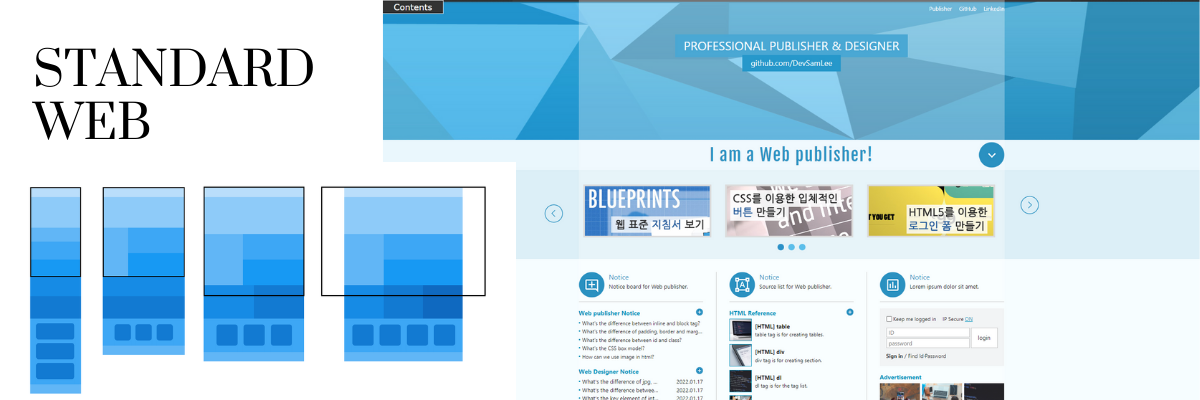 STANDARD
WEB
Contents
Publisher GitHub LinkedIn
PROFESSIONAL PUBLISHER & DESIGNER
github.com/DevSamLee
I am a Web publisher!
BLUEPRINTS
웹 표준 지침서 보기
CSS를 이용한 입체적인
버튼 만들기
HTML5를 이용한
로그인 폼 만들기
Notice
Notice board for Web publisher.
Web publisher Notice
What's the difference between inline and block tag?
What's the difference of padding, border and marg...
What's the difference between id and class?
What's the CSS box model?
How can we use image in html?
Web Designer Notice
What's the difference of jpg, ... 2022.01.17
What's the difference betwee... 2022.01.17
What's the key element of int... 2022.01.17
Notice
Source list for Web publisher.
HTML Reference
[HTML] table
table tag is for creating tables.
[HTML] div
div tag is for creating section.
[HTML] dl
dl tag is for the tag list.
Notice
Lorem ipsum dolor sit amet.
Keep me logged in IP Secure ON
ID
password
login
Sign in / Find Id·Password
Advertisement